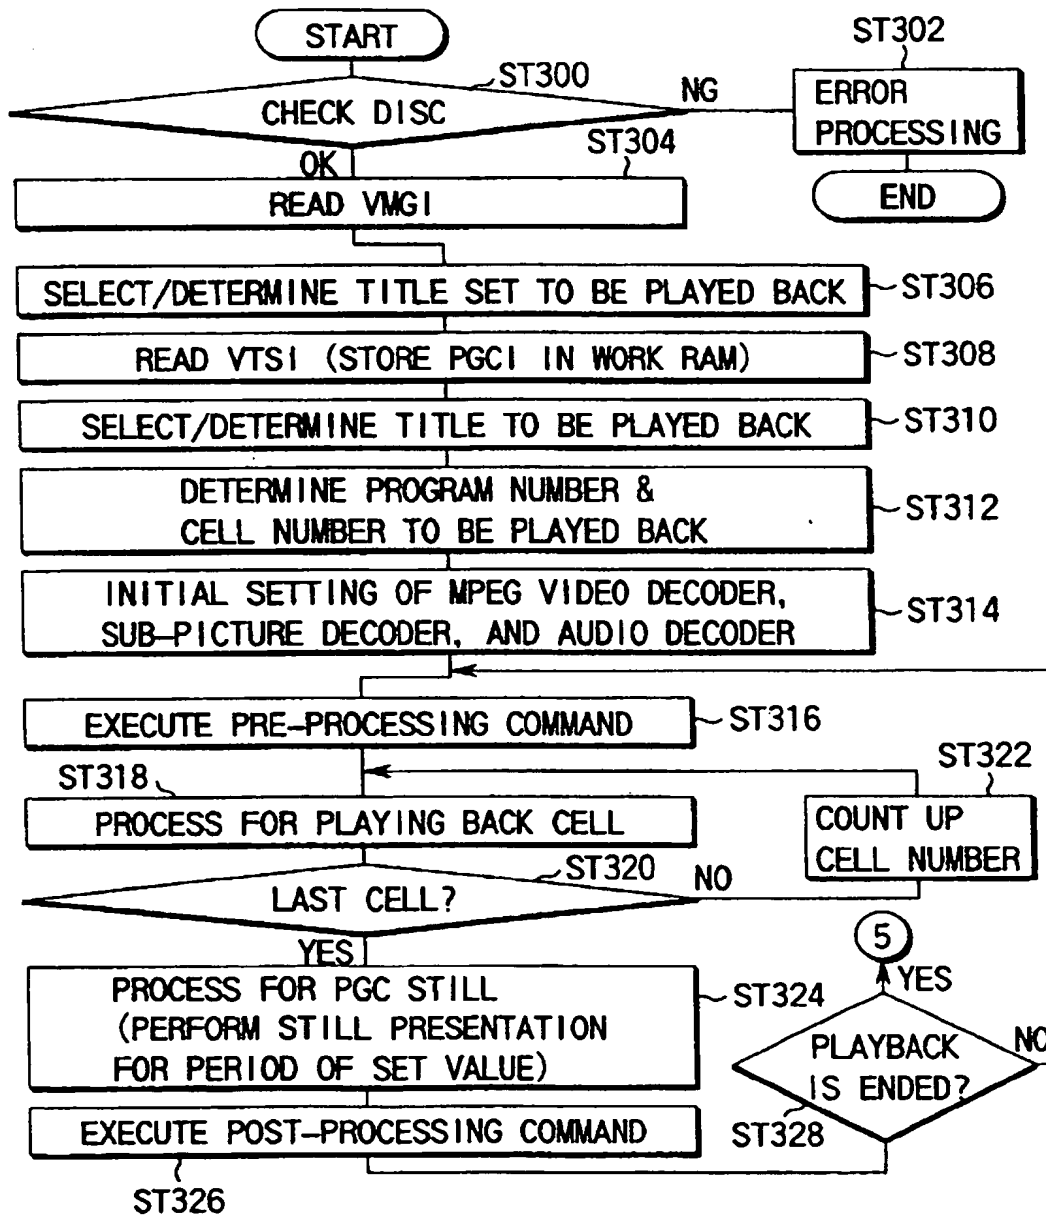 START
ST300
CHECK DISC
NG
ST302
ERROR
PROCESSING
END
OK
ST304
READ VMGI
SELECT/DETERMINE TITLE SET TO BE PLAYED BACK
ST306
READ VTSI (STORE PGCI IN WORK RAM)
ST308
SELECT/DETERMINE TITLE TO BE PLAYED BACK
ST310
DETERMINE PROGRAM NUMBER &
CELL NUMBER TO BE PLAYED BACK
ST312
INITIAL SETTING OF MPEG VIDEO DECODER,
SUB-PICTURE DECODER, AND AUDIO DECODER
ST314
EXECUTE PRE-PROCESSING COMMAND
ST316
ST318
PROCESS FOR PLAYING BACK CELL
ST320
LAST CELL?
NO
ST322
COUNT UP
CELL NUMBER
YES
PROCESS FOR PGC STILL
(PERFORM STILL PRESENTATION
FOR PERIOD OF SET VALUE)
ST324
EXECUTE POST-PROCESSING COMMAND
ST326
5
YES
PLAYBACK
IS ENDED?
NO
ST328